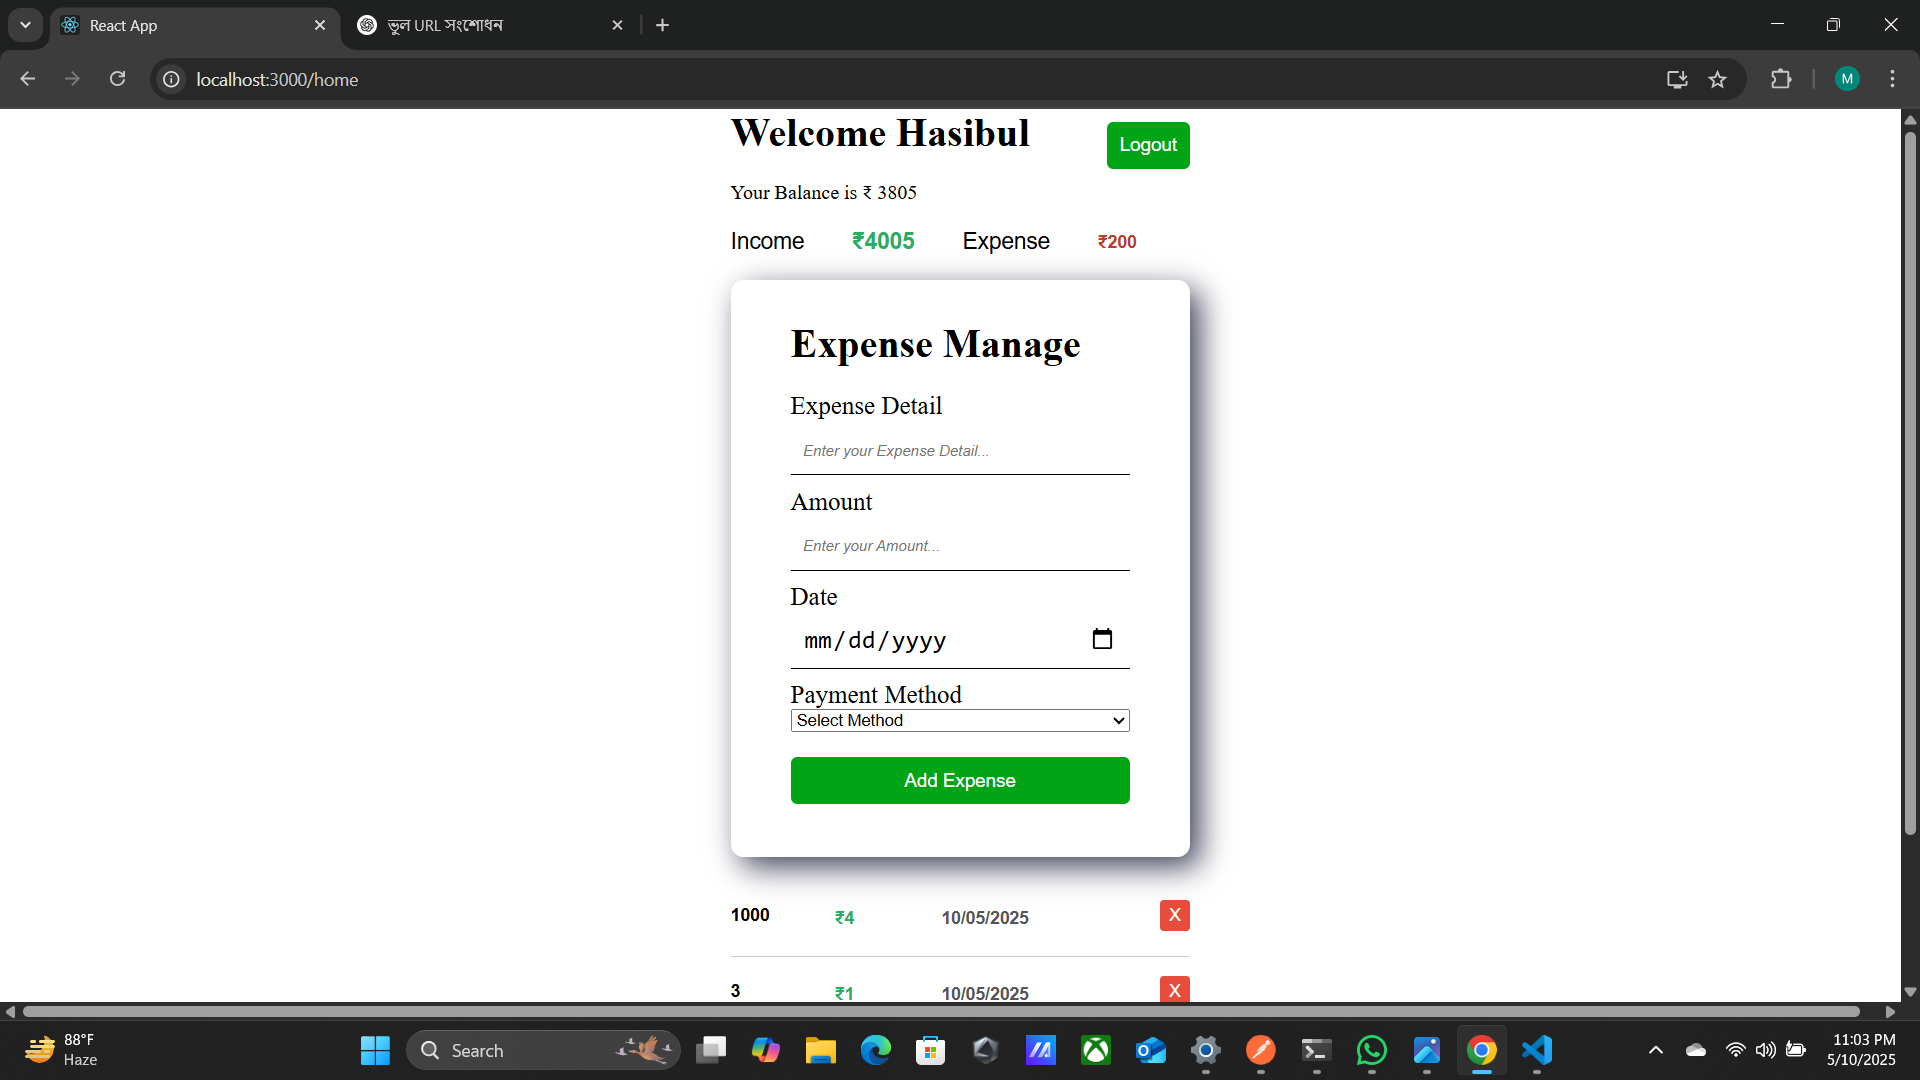 React App
ভুল URL সংশোধন
localhost:3000/home
M
Welcome Hasibul
Logout
Your Balance is ₹ 3805
Income ₹4005 Expense ₹200
Expense Manage
Expense Detail
Enter your Expense Detail...
Amount
Enter your Amount...
Date
mm/dd/yyyy
Payment Method
Select Method
Add Expense
1000 ₹4 10/05/2025 X
3 ₹1 10/05/2025 X
88°F
Haze
Search
11:03 PM
5/10/2025